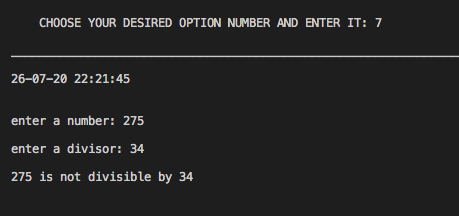 CHOOSE YOUR DESIRED OPTION NUMBER AND ENTER IT: 7
26-07-20 22:21:45
enter a number: 275
enter a divisor: 34
275 is not divisible by 34